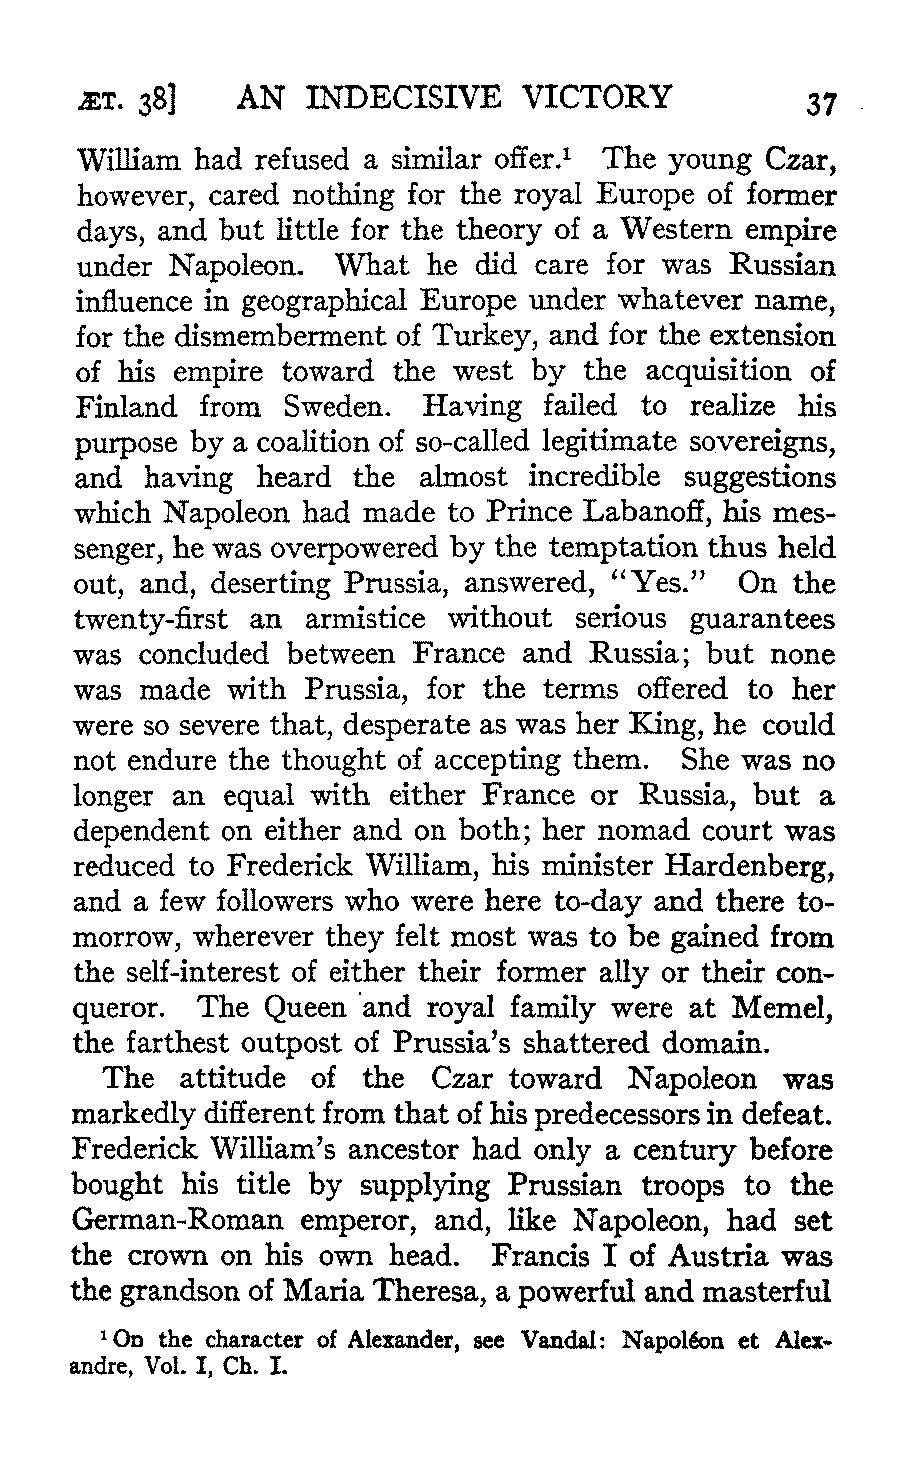 ÆT. 38] AN INDECISIVE VICTORY 37
William had refused a similar offer.¹ The young Czar,
however, cared nothing for the royal Europe of former
days, and but little for the theory of a Western empire
under Napoleon. What he did care for was Russian
influence in geographical Europe under whatever name,
for the dismemberment of Turkey, and for the extension
of his empire toward the west by the acquisition of
Finland from Sweden. Having failed to realize his
purpose by a coalition of so-called legitimate sovereigns,
and having heard the almost incredible suggestions
which Napoleon had made to Prince Labanoff, his mes-
senger, he was overpowered by the temptation thus held
out, and, deserting Prussia, answered, "Yes." On the
twenty-first an armistice without serious guarantees
was concluded between France and Russia; but none
was made with Prussia, for the terms offered to her
were so severe that, desperate as was her King, he could
not endure the thought of accepting them. She was no
longer an equal with either France or Russia, but a
dependent on either and on both; her nomad court was
reduced to Frederick William, his minister Hardenberg,
and a few followers who were here to-day and there to-
morrow, wherever they felt most was to be gained from
the self-interest of either their former ally or their con-
queror. The Queen and royal family were at Memel,
the farthest outpost of Prussia's shattered domain.
The attitude of the Czar toward Napoleon was
markedly different from that of his predecessors in defeat.
Frederick William's ancestor had only a century before
bought his title by supplying Prussian troops to the
German-Roman emperor, and, like Napoleon, had set
the crown on his own head. Francis I of Austria was
the grandson of Maria Theresa, a powerful and masterful
¹ On the character of Alexander, see Vandal: Napoléon et Alex-
andre, Vol. I, Ch. I.